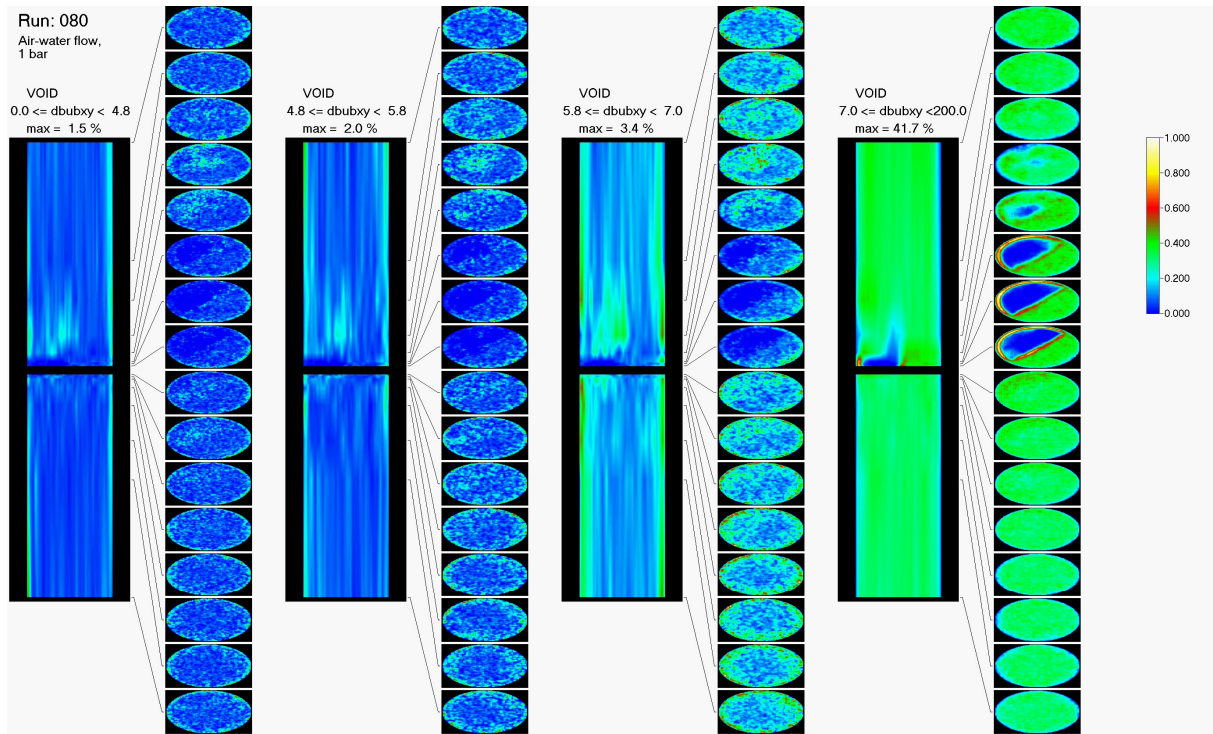 Run: 080
Air-water flow,
1 bar
VOID
0.0 <= dbubxy < 4.8
max = 1.5 %
VOID
4.8 <= dbubxy < 5.8
max = 2.0 %
VOID
5.8 <= dbubxy < 7.0
max = 3.4 %
VOID
7.0 <= dbubxy <200.0
max = 41.7 %
1.000
0.800
0.600
0.400
0.200
0.000